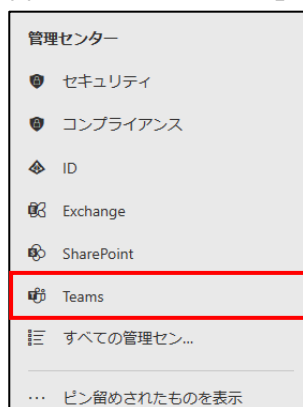 管理センター
セキュリティ
コンプライアンス
ID
Exchange
SharePoint
Teams
すべての管理セン...
… ピン留めされたものを表示